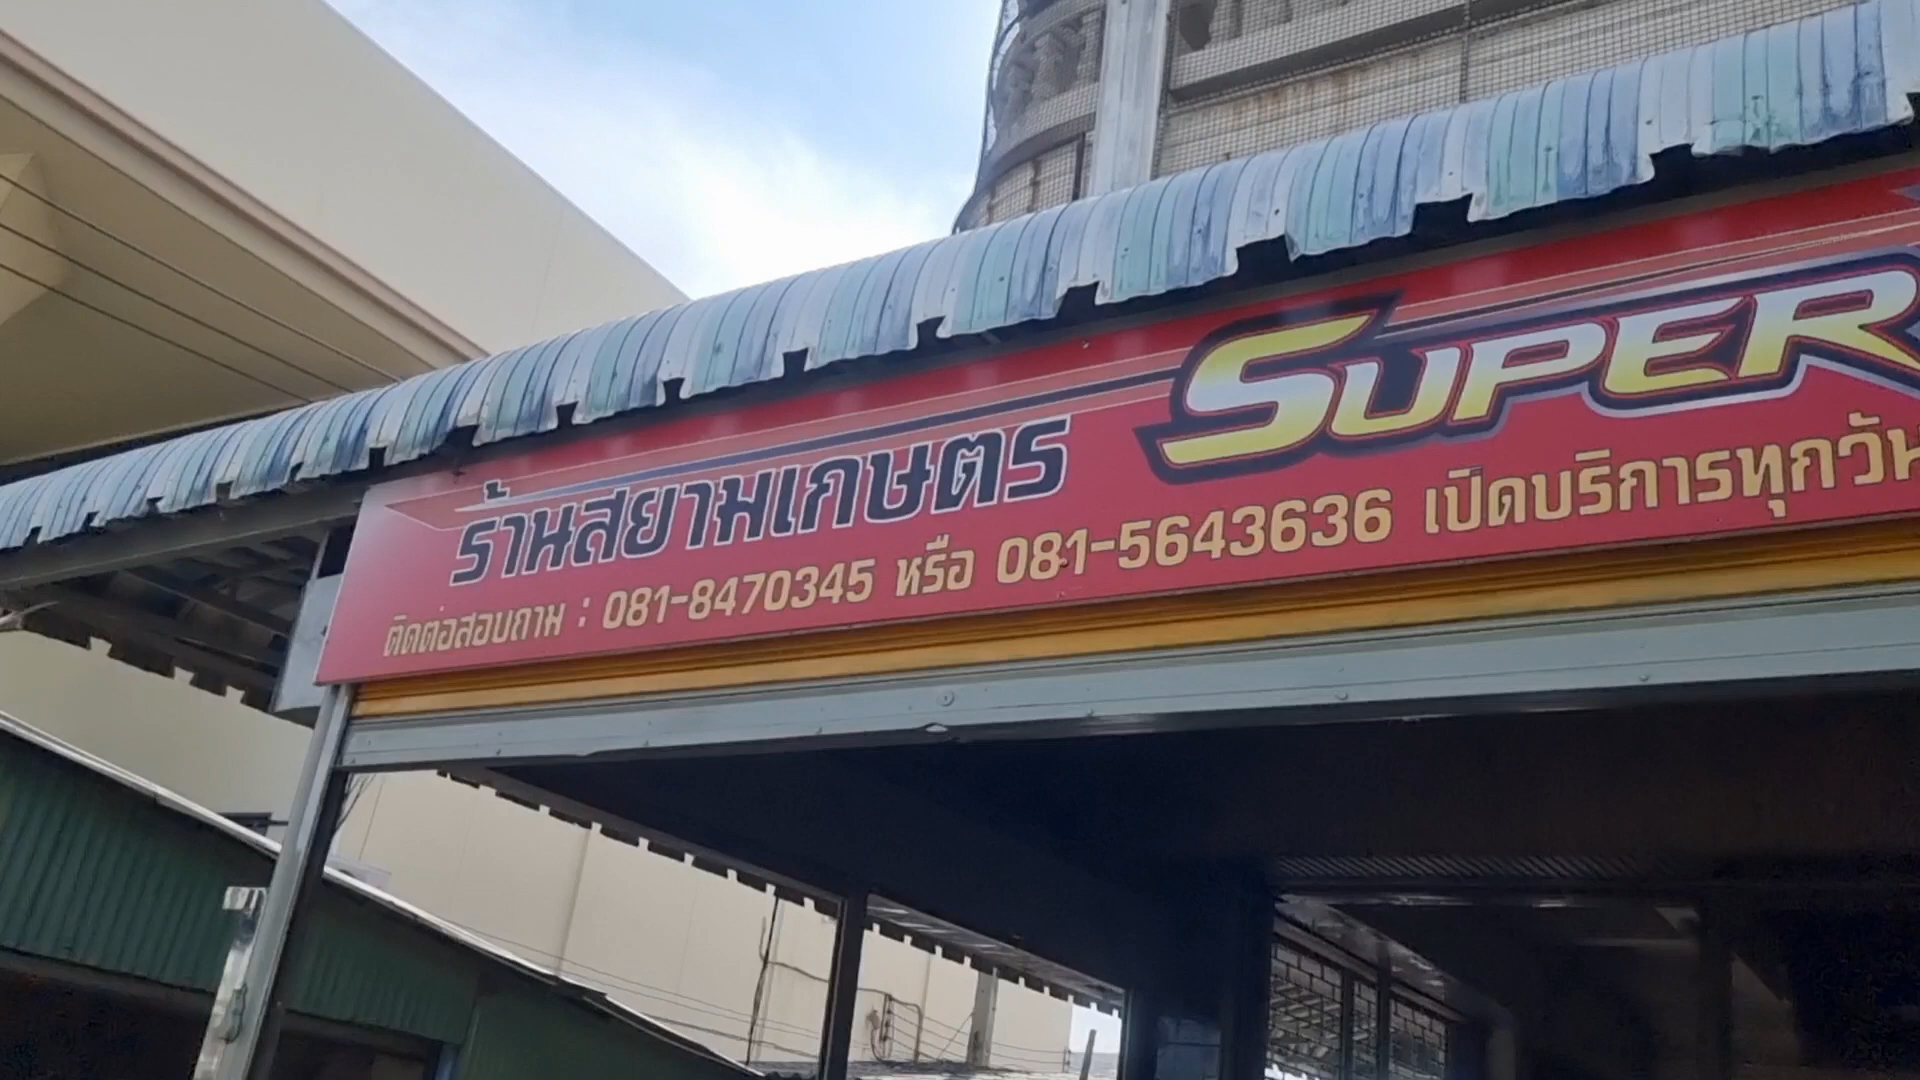 ร้านสยามเกษตร SUPER
ติดต่อสอบถาม : 081-8470345 หรือ 081-5643636 เปิดบริการทุกวัน